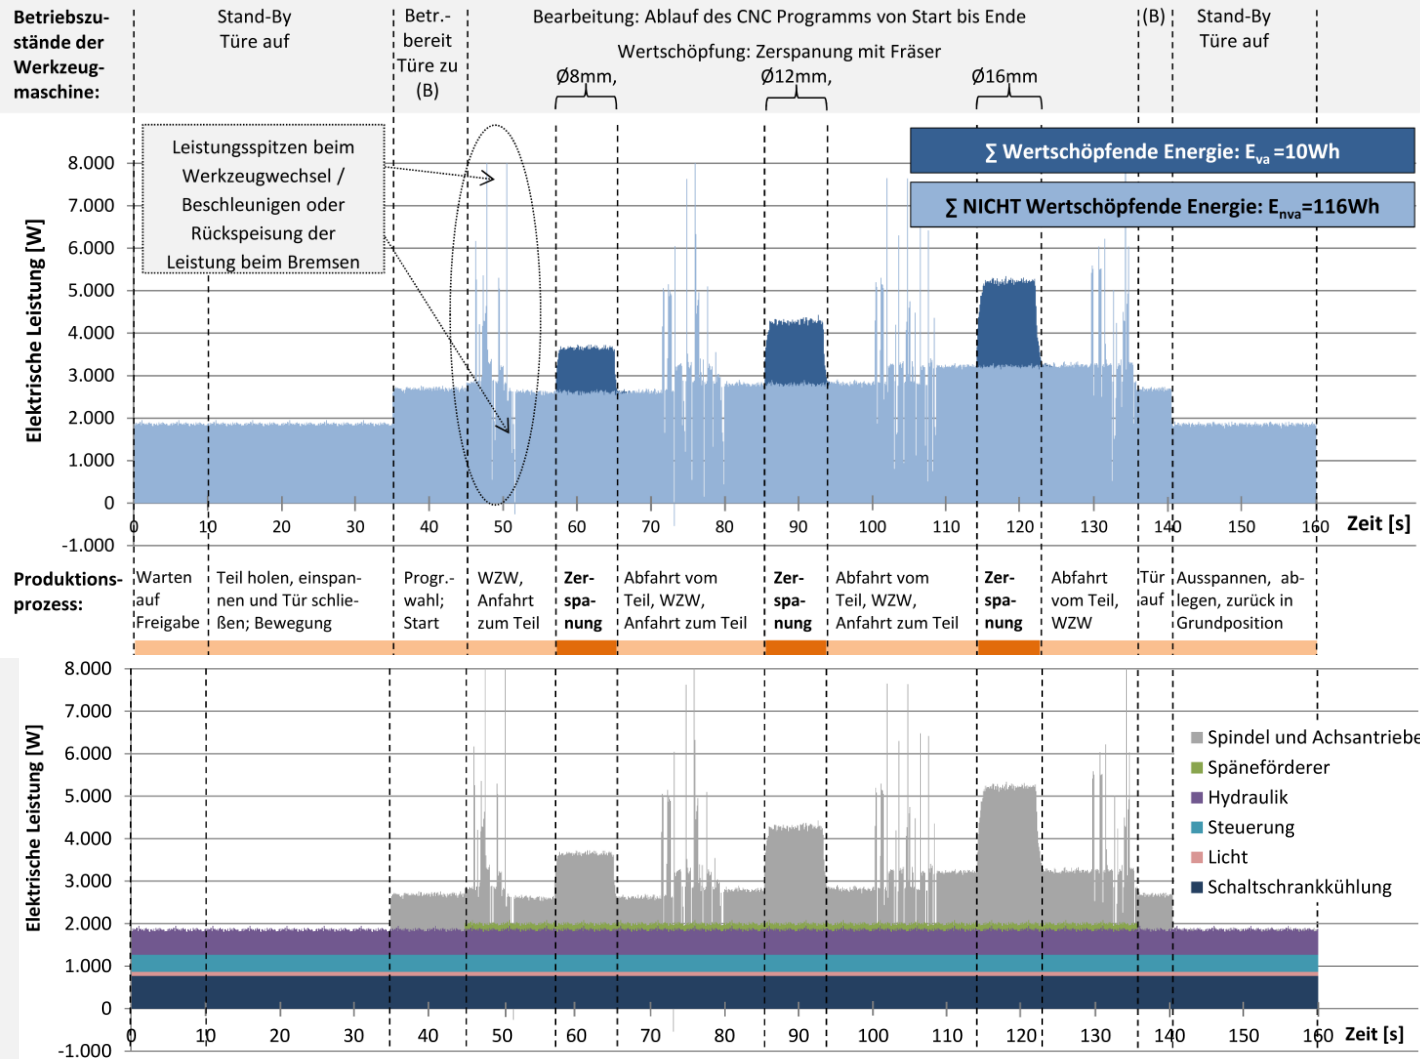 Betriebszu-
stände der
Werkzeug-
maschine:
Stand-By
Türe auf
Betr.-
bereit
Türe zu
(B)
Bearbeitung: Ablauf des CNC Programms von Start bis Ende
Wertschöpfung: Zerspanung mit Fräser
Ø8mm,
Ø12mm,
Ø16mm
(B)
Stand-By
Türe auf
Leistungsspitzen beim
Werkzeugwechsel /
Beschleunigen oder
Rückspeisung der
Leistung beim Bremsen
∑ Wertschöpfende Energie: Eva =10Wh
∑ NICHT Wertschöpfende Energie: Enva=116Wh
Elektrische Leistung [W]
8.000
7.000
6.000
5.000
4.000
3.000
2.000
1.000
0
-1.000
0 10 20 30 40 50 60 70 80 90 100 110 120 130 140 150 160 Zeit [s]
Produktions-
prozess:
Warten
auf
Freigabe
Teil holen, einspan-
nen und Tür schlie-
ßen; Bewegung
Progr.-
wahl;
Start
WZW,
Anfahrt
zum Teil
Zer-
spa-
nung
Abfahrt vom
Teil, WZW,
Anfahrt zum Teil
Zer-
spa-
nung
Abfahrt vom
Teil, WZW,
Anfahrt zum Teil
Zer-
spa-
nung
Abfahrt
vom Teil,
WZW
Tür
auf
Ausspannen, ab-
legen, zurück in
Grundposition
Elektrische Leistung [W]
8.000
7.000
6.000
5.000
4.000
3.000
2.000
1.000
0
-1.000
Spindel und Achsantriebe
Späneförderer
Hydraulik
Steuerung
Licht
Schaltschrankkühlung
0 10 20 30 40 50 60 70 80 90 100 110 120 130 140 150 160 Zeit [s]